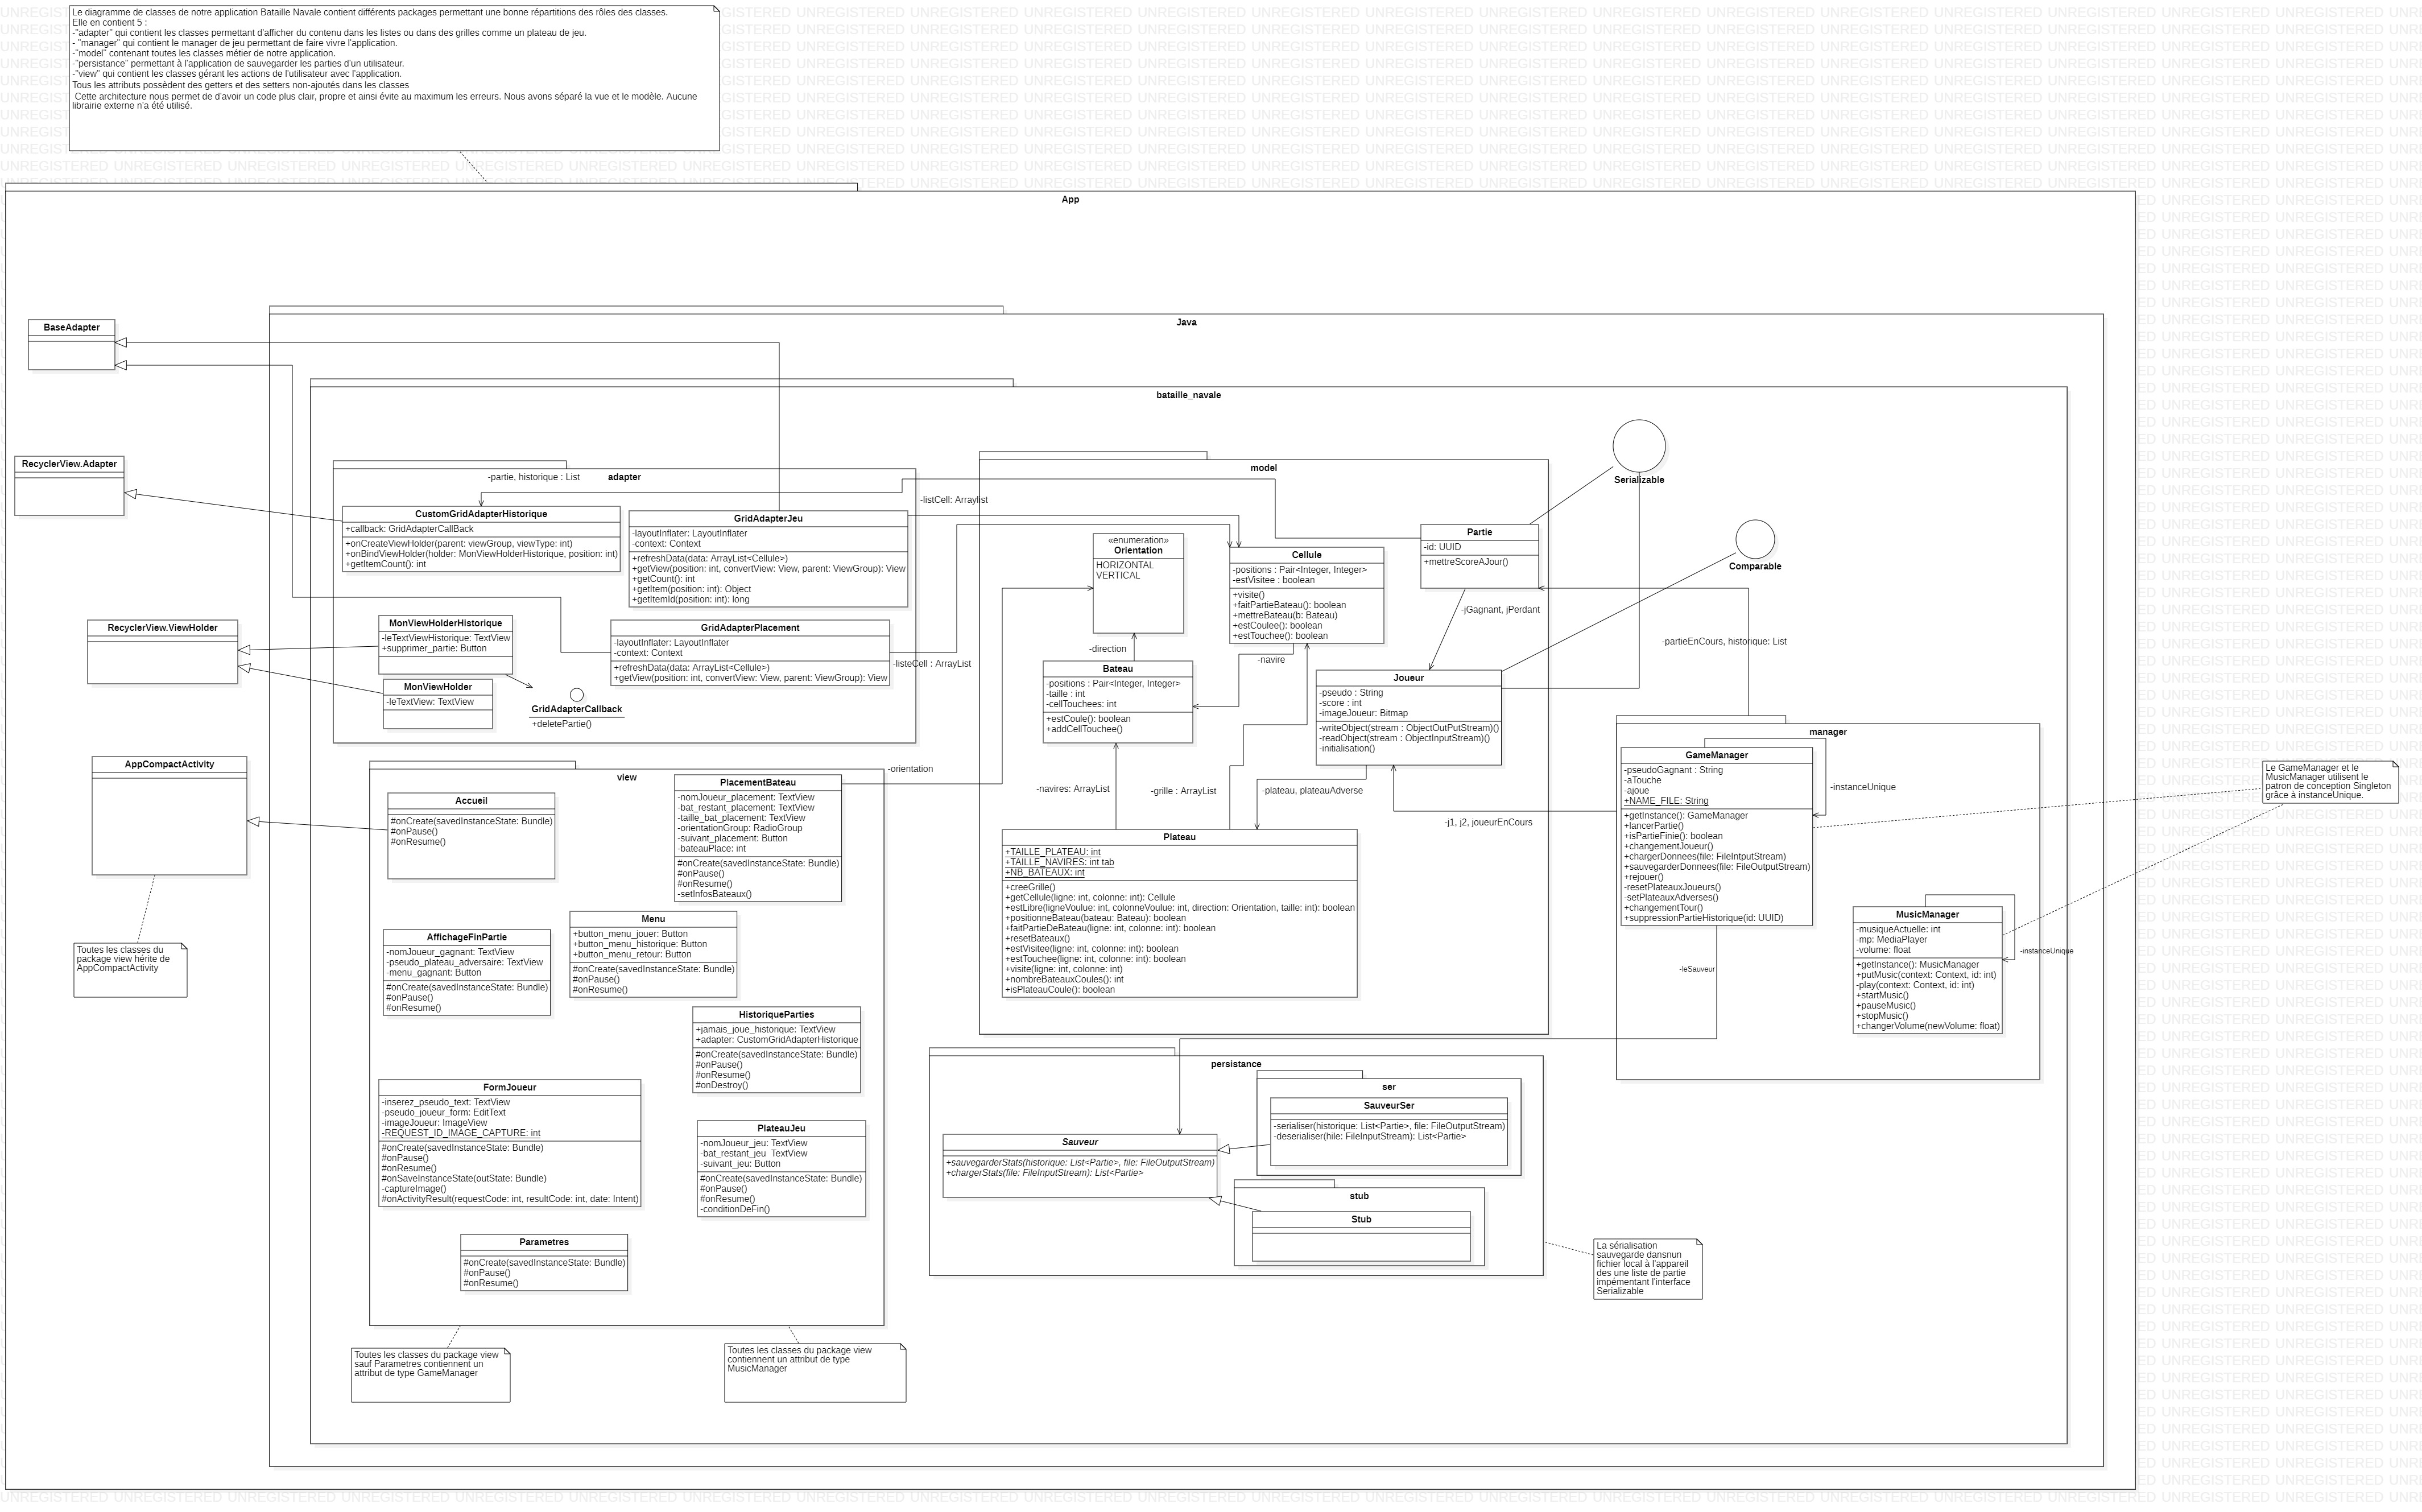 Le diagramme de classes de notre application Bataille Navale contient différents packages permettant une bonne répartitions des rôles des classes.
Elle en contient 5 :
-"adapter" qui contient les classes permettant d'afficher du contenu dans les listes ou dans des grilles comme un plateau de jeu.
- "manager" qui contient le manager de jeu permettant de faire vivre l'application.
-"model" contenant toutes les classes métier de notre application.
-"persistance" permettant à l'application de sauvegarder les parties d'un utilisateur.
-"view" qui contient les classes gérant les actions de l'utilisateur avec l'application.
Tous les attributs possèdent des getters et des setters non-ajoutés dans les classes
Cette architecture nous permet de d'avoir un code plus clair, propre et ainsi évite au maximum les erreurs. Nous avons séparé la vue et le modèle. Aucune
librairie externe n'a été utilisé.
App
Java
bataille_navale
BaseAdapter
RecyclerView.Adapter
RecyclerView.ViewHolder
AppCompactActivity
Toutes les classes du
package view hérite de
AppCompactActivity
adapter
-partie, historique : List
CustomGridAdapterHistorique
+callback: GridAdapterCallBack
+onCreateViewHolder(parent: viewGroup, viewType: int)
+onBindViewHolder(holder: MonViewHolderHistorique, position: int)
+getItemCount(): int
GridAdapterJeu
-layoutInflater: LayoutInflater
-context: Context
+refreshData(data: ArrayList<Cellule>)
+getView(position: int, convertView: View, parent: ViewGroup): View
+getCount(): int
+getItem(position: int): Object
+getItemId(position: int): long
MonViewHolderHistorique
-leTextViewHistorique: TextView
+supprimer_partie: Button
GridAdapterPlacement
-layoutInflater: LayoutInflater
-context: Context
+refreshData(data: ArrayList<Cellule>)
+getView(position: int, convertView: View, parent: ViewGroup): View
MonViewHolder
-leTextView: TextView
GridAdapterCallback
+deletePartie()
-listCell: Arraylist
-listeCell : ArrayList
model
«enumeration»
Orientation
HORIZONTAL
VERTICAL
Cellule
-positions : Pair<Integer, Integer>
-estVisitee : boolean
+visite()
+faitPartieBateau(): boolean
+mettreBateau(b: Bateau)
+estCoulee(): boolean
+estTouchee(): boolean
Partie
-id: UUID
+mettreScoreAJour()
Serializable
Comparable
-jGagnant, jPerdant
-direction
-navire
Bateau
-positions : Pair<Integer, Integer>
-taille : int
-cellTouchees: int
+estCoule(): boolean
+addCellTouchee()
Joueur
-pseudo : String
-score : int
-imageJoueur: Bitmap
-writeObject(stream : ObjectOutPutStream)()
-readObject(stream : ObjectInputStream)()
-initialisation()
-partieEnCours, historique: List
-orientation
-navires: ArrayList
-grille : ArrayList
-plateau, plateauAdverse
-j1, j2, joueurEnCours
Plateau
+TAILLE_PLATEAU: int
+TAILLE_NAVIRES: int tab
+NB_BATEAUX: int
+creeGrille()
+getCellule(ligne: int, colonne: int): Cellule
+estLibre(ligneVoulue: int, colonneVoulue: int, direction: Orientation, taille: int): boolean
+positionneBateau(bateau: Bateau): boolean
+faitPartieDeBateau(ligne: int, colonne: int): boolean
+resetBateaux()
+estVisitee(ligne: int, colonne: int): boolean
+estTouchee(ligne: int, colonne: int): boolean
+visite(ligne: int, colonne: int)
+nombreBateauxCoules(): int
+isPlateauCoule(): boolean
manager
GameManager
-pseudoGagnant : String
-aTouche
-ajoue
+NAME_FILE: String
+getInstance(): GameManager
+lancerPartie()
+isPartieFinie(): boolean
+changementJoueur()
+chargerDonnees(file: FileIntputStream)
+sauvegarderDonnees(file: FileOutputStream)
+rejouer()
-resetPlateauxJoueurs()
-setPlateauxAdverses()
+changementTour()
+suppressionPartieHistorique(id: UUID)
-instanceUnique
MusicManager
-musiqueActuelle: int
-mp: MediaPlayer
-volume: float
+getInstance(): MusicManager
+putMusic(context: Context, id: int)
-play(context: Context, id: int)
+startMusic()
+pauseMusic()
+stopMusic()
+changerVolume(newVolume: float)
-instanceUnique
-leSauveur
Le GameManager et le
MusicManager utilisent le
patron de conception Singleton
grâce à instanceUnique.
view
Accueil
#onCreate(savedInstanceState: Bundle)
#onPause()
#onResume()
PlacementBateau
-nomJoueur_placement: TextView
-bat_restant_placement: TextView
-taille_bat_placement: TextView
-orientationGroup: RadioGroup
-suivant_placement: Button
-bateauPlace: int
#onCreate(savedInstanceState: Bundle)
#onPause()
#onResume()
-setInfosBateaux()
AffichageFinPartie
-nomJoueur_gagnant: TextView
-pseudo_plateau_adversaire: TextView
-menu_gagnant: Button
#onCreate(savedInstanceState: Bundle)
#onPause()
#onResume()
Menu
+button_menu_jouer: Button
+button_menu_historique: Button
+button_menu_retour: Button
#onCreate(savedInstanceState: Bundle)
#onPause()
#onResume()
HistoriqueParties
+jamais_joue_historique: TextView
+adapter: CustomGridAdapterHistorique
#onCreate(savedInstanceState: Bundle)
#onPause()
#onResume()
#onDestroy()
FormJoueur
-inserez_pseudo_text: TextView
-pseudo_joueur_form: EditText
-imageJoueur: ImageView
-REQUEST_ID_IMAGE_CAPTURE: int
#onCreate(savedInstanceState: Bundle)
#onPause()
#onResume()
#onSaveInstanceState(outState: Bundle)
-captureImage()
#onActivityResult(requestCode: int, resultCode: int, date: Intent)
PlateauJeu
-nomJoueur_jeu: TextView
-bat_restant_jeu TextView
-suivant_jeu: Button
#onCreate(savedInstanceState: Bundle)
#onPause()
#onResume()
-conditionDeFin()
Parametres
#onCreate(savedInstanceState: Bundle)
#onPause()
#onResume()
Toutes les classes du package view
sauf Parametres contiennent un
attribut de type GameManager
Toutes les classes du package view
contiennent un attribut de type
MusicManager
persistance
Sauveur
+sauvegarderStats(historique: List<Partie>, file: FileOutputStream)
+chargerStats(file: FileInputStream): List<Partie>
ser
SauveurSer
-serialiser(historique: List<Partie>, file: FileOutputStream)
-deserialiser(hile: FileInputStream): List<Partie>
stub
Stub
La sérialisation
sauvegarde dansnun
fichier local à l'appareil
des une liste de partie
impémentant l'interface
Serializable